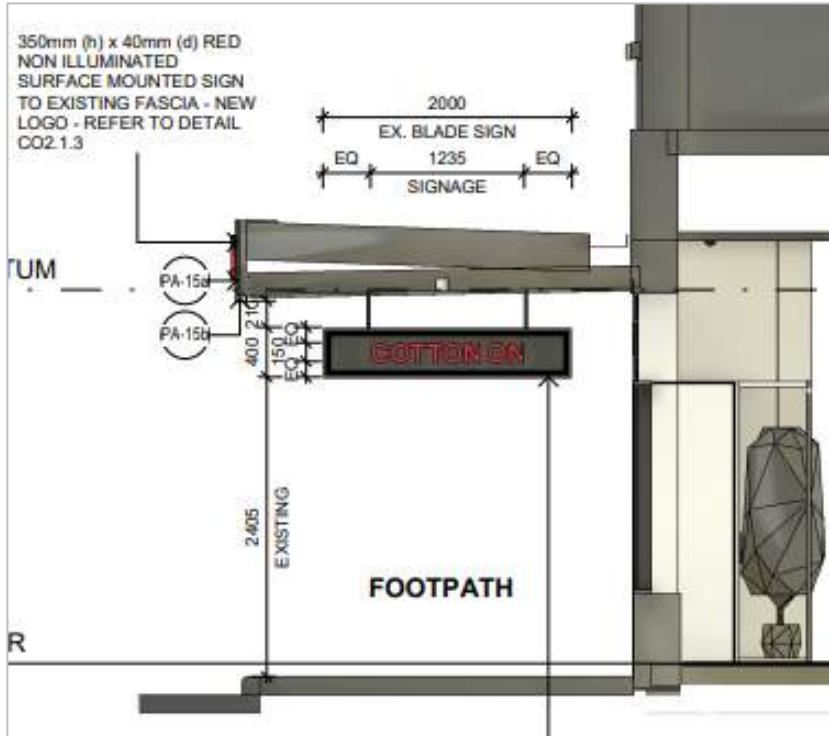 350mm (h) x 40mm (d) RED
NON ILLUMINATED
SURFACE MOUNTED SIGN
TO EXISTING FASCIA - NEW
LOGO - REFER TO DETAIL
CO2.1.3
2000
EX. BLADE SIGN
EQ
1235
EQ
SIGNAGE
TUM
PA-15a
PA-15b
210
400
EQ
150
EQ
COTTON:ON
2405
EXISTING
FOOTPATH
R